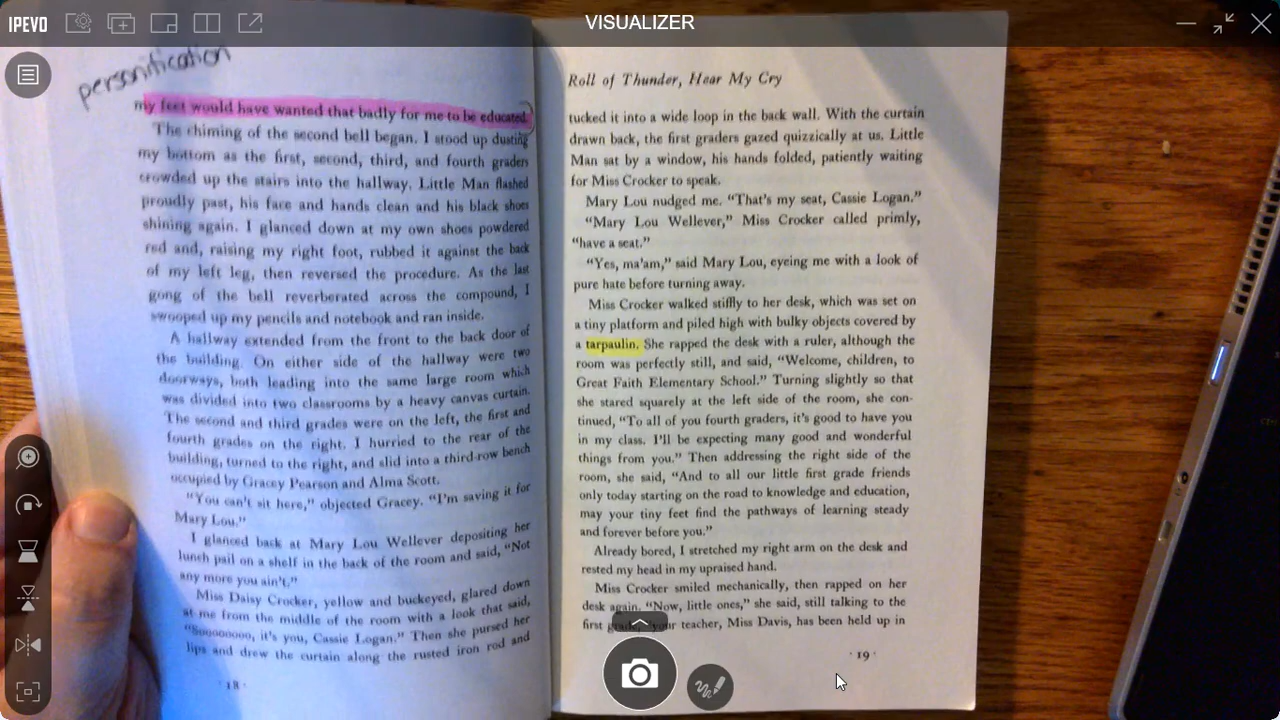 IPEVO
VISUALIZER
personification
my feet would have wanted that badly for me to be educated.
The chiming of the second bell began. I stood up dusting
my bottom as the first, second, third, and fourth graders
crowded up the stairs into the hallway. Little Man flashed
proudly past, his face and hands clean and his black shoes
shining again. I glanced down at my own shoes powdered
red and, raising my right foot, rubbed it against the back
of my left leg, then reversed the procedure. As the last
gong of the bell reverberated across the compound, I
swooped up my pencils and notebook and ran inside.
A hallway extended from the front to the back door of
the building. On either side of the hallway were two
doorways, both leading into the same large room which
was divided into two classrooms by a heavy canvas curtain.
The second and third grades were on the left, the first and
fourth grades on the right. I hurried to the rear of the
building, turned to the right, and slid into a third-row bench
occupied by Gracey Pearson and Alma Scott.
“You can’t sit here,” objected Gracey. “I’m saving it for
Mary Lou.”
I glanced back at Mary Lou Wellever depositing her
lunch pail on a shelf in the back of the room and said, “Not
any more you ain’t.”
Miss Daisy Crocker, yellow and buckeyed, glared down
at me from the middle of the room with a look that said,
“Soooooooo, it’s you, Cassie Logan.” Then she pursed her
lips and drew the curtain along the rusted iron rod and
· 18 ·
Roll of Thunder, Hear My Cry
tucked it into a wide loop in the back wall. With the curtain
drawn back, the first graders gazed quizzically at us. Little
Man sat by a window, his hands folded, patiently waiting
for Miss Crocker to speak.
Mary Lou nudged me. “That’s my seat, Cassie Logan.”
“Mary Lou Wellever,” Miss Crocker called primly,
“have a seat.”
“Yes, ma’am,” said Mary Lou, eyeing me with a look of
pure hate before turning away.
Miss Crocker walked stiffly to her desk, which was set on
a tiny platform and piled high with bulky objects covered by
a tarpaulin. She rapped the desk with a ruler, although the
room was perfectly still, and said, “Welcome, children, to
Great Faith Elementary School.” Turning slightly so that
she stared squarely at the left side of the room, she con-
tinued, “To all of you fourth graders, it’s good to have you
in my class. I’ll be expecting many good and wonderful
things from you.” Then addressing the right side of the
room, she said, “And to all our little first grade friends
only today starting on the road to knowledge and education,
may your tiny feet find the pathways of learning steady
and forever before you.”
Already bored, I stretched my right arm on the desk and
rested my head in my upraised hand.
Miss Crocker smiled mechanically, then rapped on her
desk again. “Now, little ones,” she said, still talking to the
first grade, “your teacher, Miss Davis, has been held up in
· 19 ·